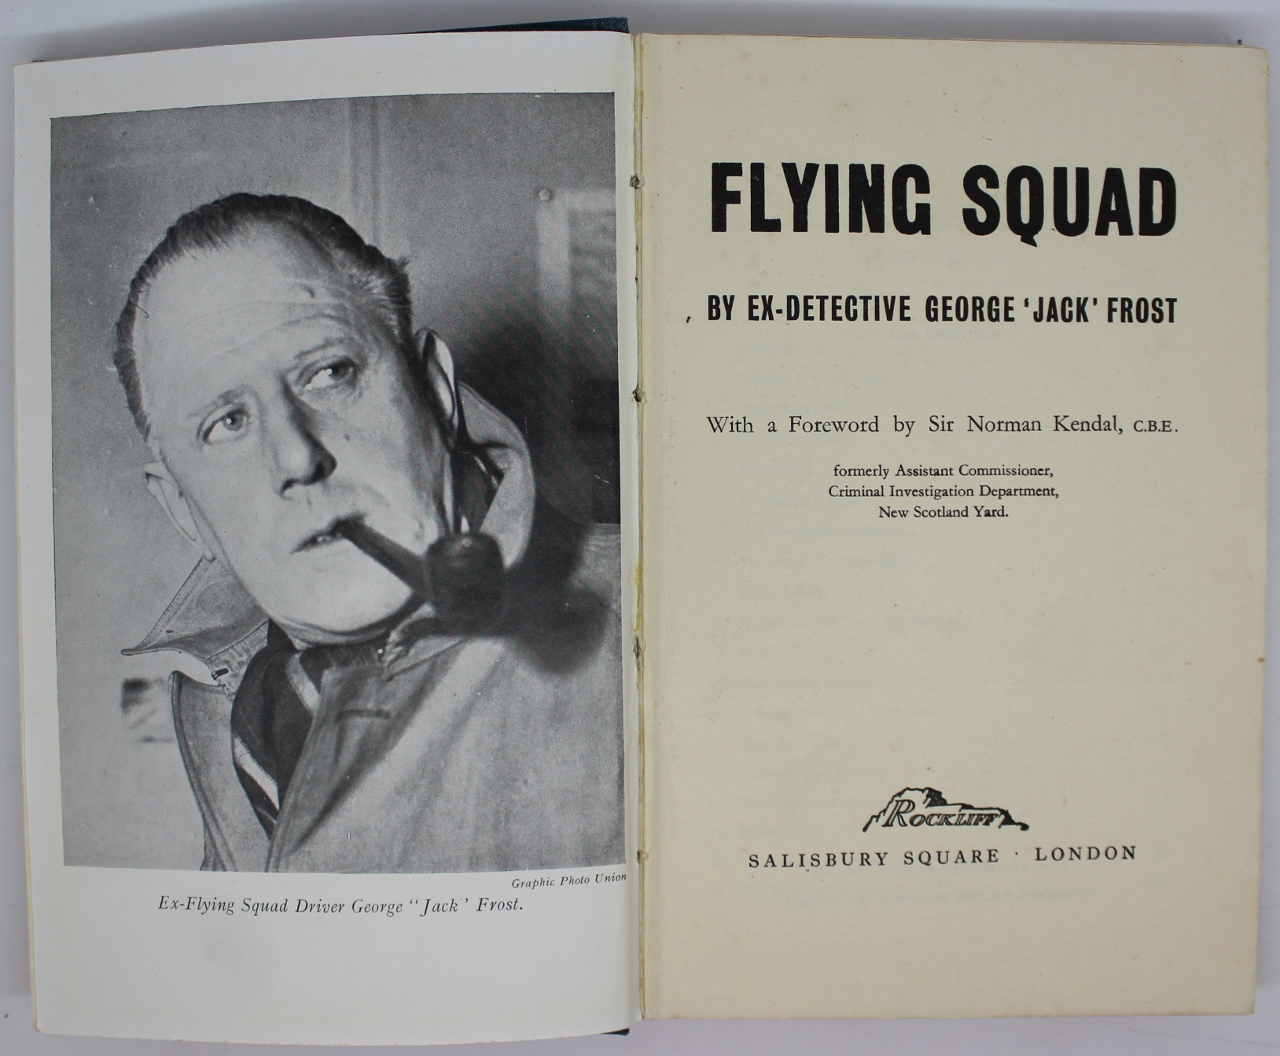 Graphic Photo Union
Ex-Flying Squad Driver George “Jack” Frost.
FLYING SQUAD
BY EX-DETECTIVE GEORGE ‘JACK’ FROST
With a Foreword by Sir Norman Kendal, C.B.E.
formerly Assistant Commissioner,
Criminal Investigation Department,
New Scotland Yard.
ROCKLIFF
SALISBURY SQUARE · LONDON